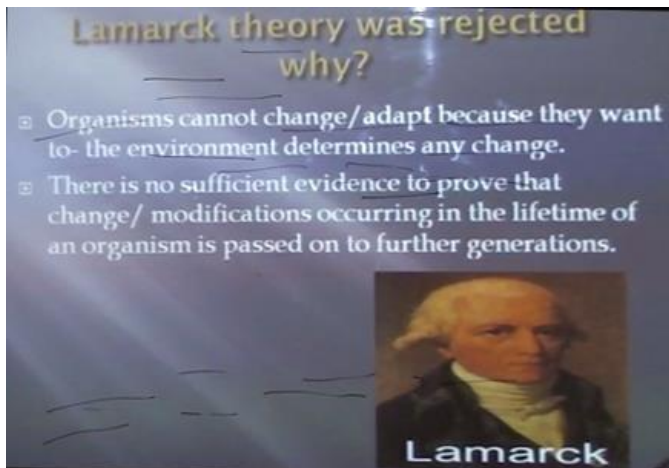 Lamarck theory was rejected
why?
Organisms cannot change/adapt because they want
to- the environment determines any change.
There is no sufficient evidence to prove that
change/ modifications occurring in the lifetime of
an organism is passed on to further generations.
Lamarck